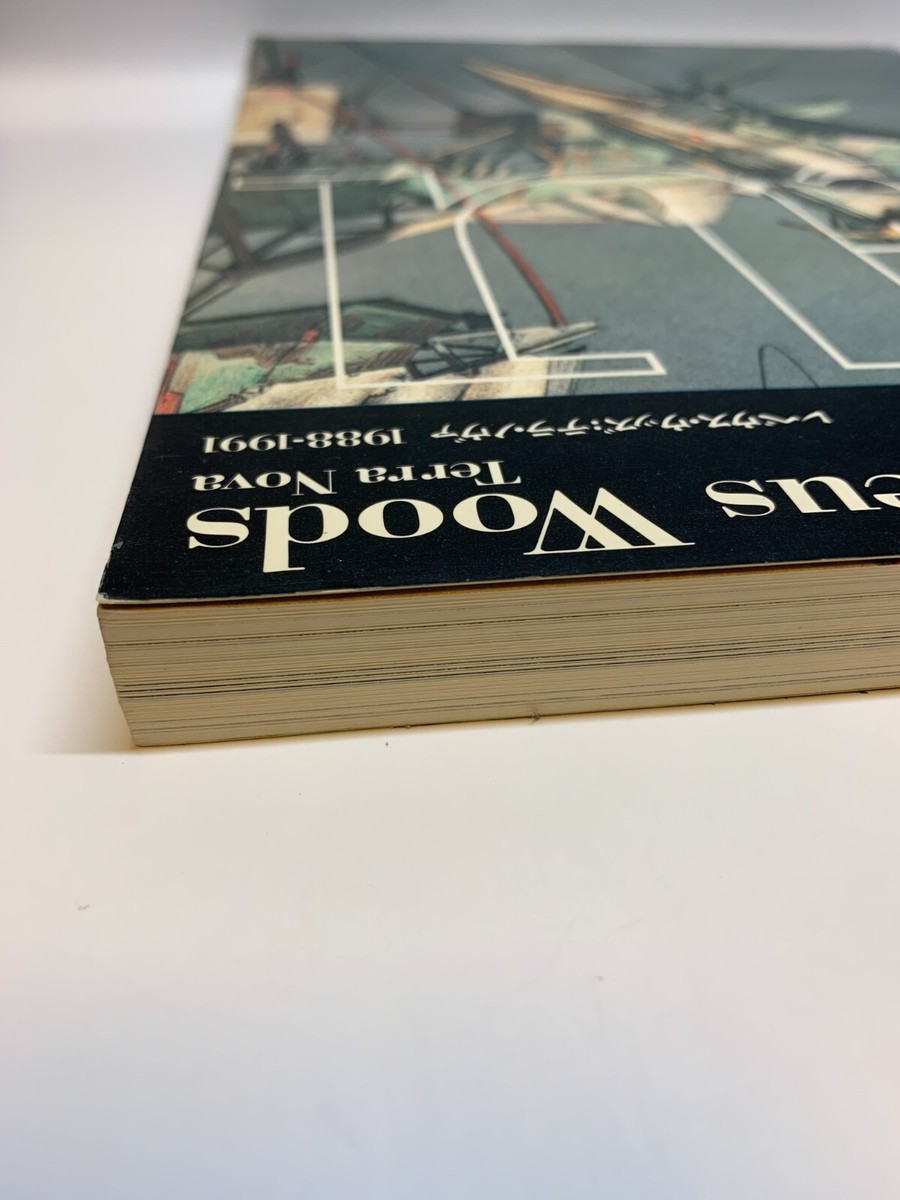 eus Woods
Terra Nova
レベウス・ウッズ:テラ・ノヴァ 1988-1991